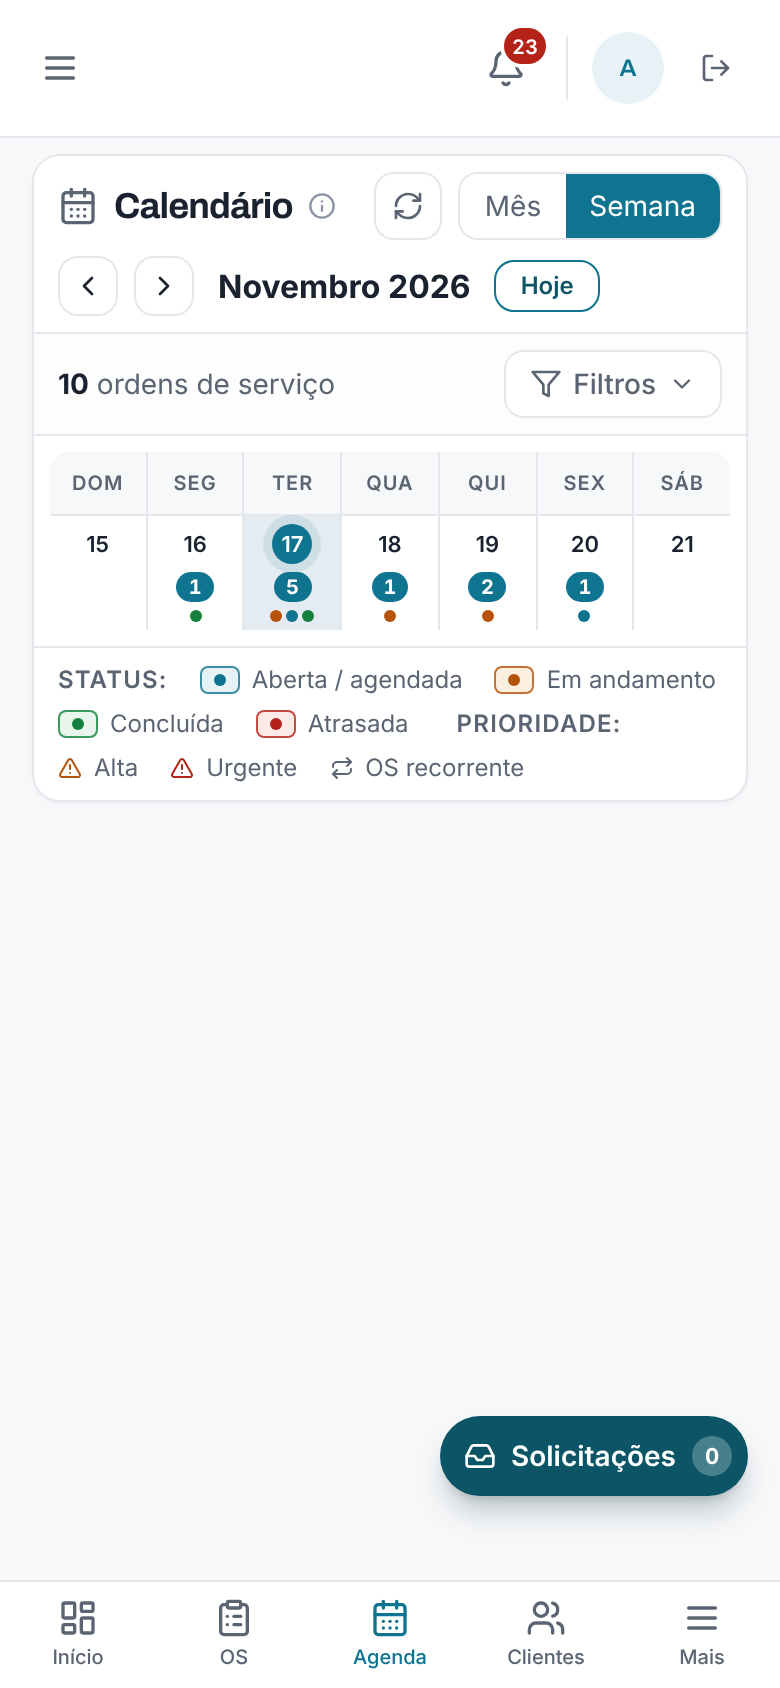 23
A
Calendário
Mês
Semana
Novembro 2026
Hoje
10 ordens de serviço
Filtros
DOM SEG TER QUA QUI SEX SÁB
15 16 17 18 19 20 21
1 5 1 2 1
STATUS: Aberta / agendada Em andamento
Concluída Atrasada PRIORIDADE:
Alta Urgente OS recorrente
Solicitações 0
Início OS Agenda Clientes Mais